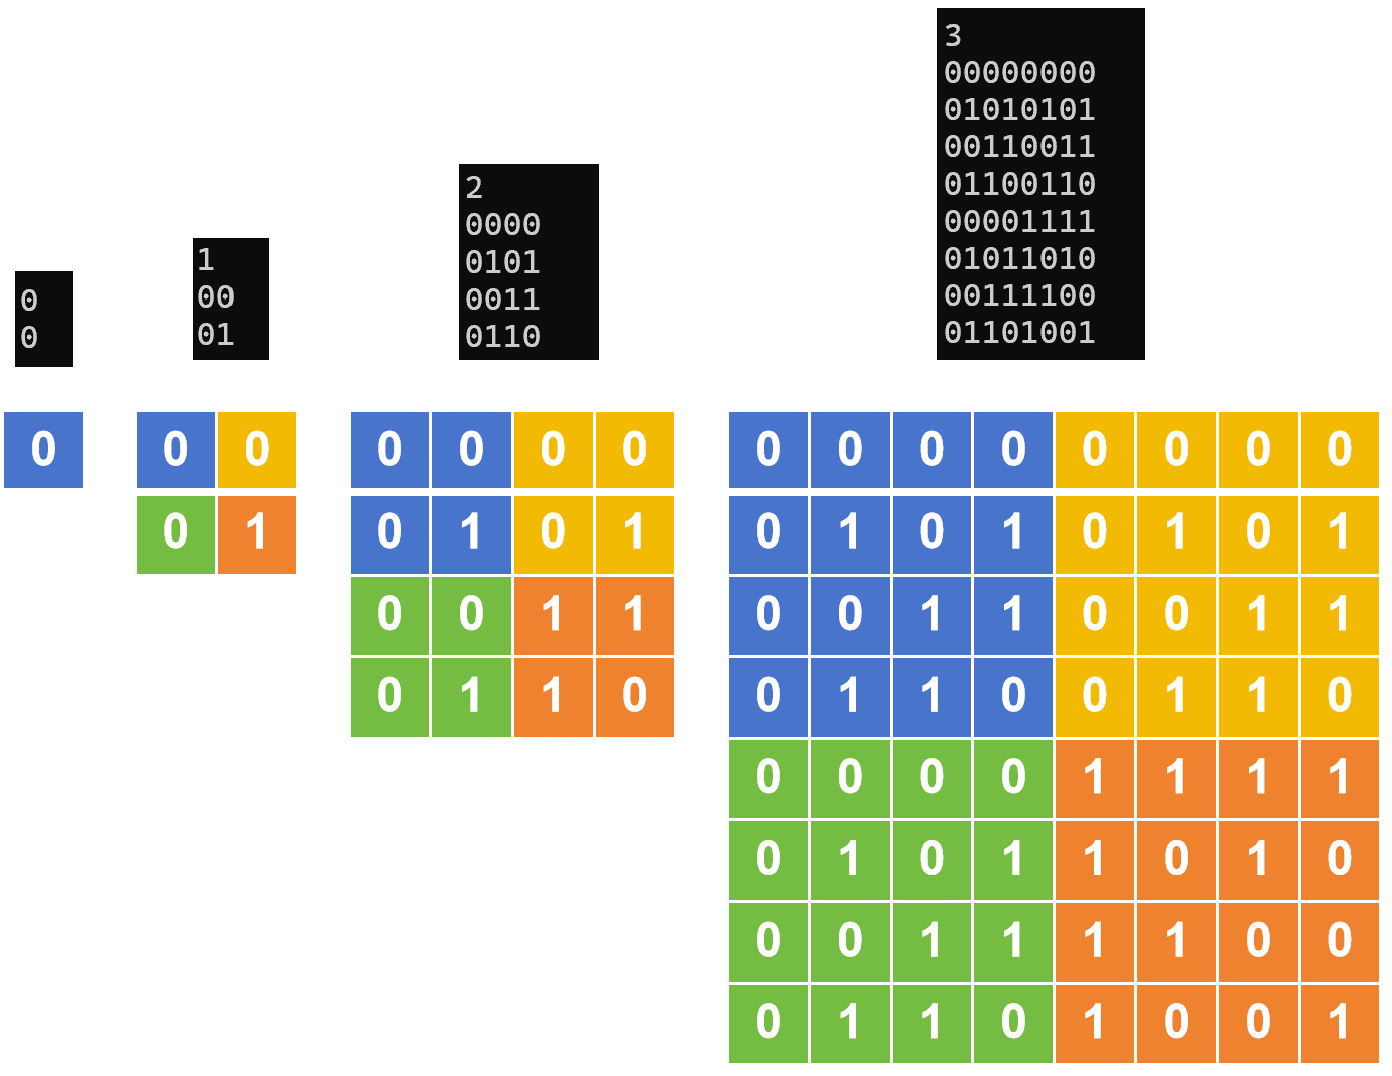 0
0
1
00
01
2
0000
0101
0011
0110
3
00000000
01010101
00110011
01100110
00001111
01011010
00111100
01101001
0
0 0
0 1
0 0 0 0
0 1 0 1
0 0 1 1
0 1 1 0
0 0 0 0 0 0 0 0
0 1 0 1 0 1 0 1
0 0 1 1 0 0 1 1
0 1 1 0 0 1 1 0
0 0 0 0 1 1 1 1
0 1 0 1 1 0 1 0
0 0 1 1 1 1 0 0
0 1 1 0 1 0 0 1